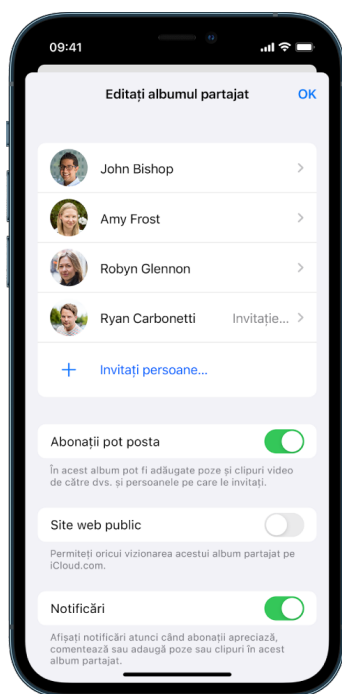 09:41
Editați albumul partajat OK
John Bishop
Amy Frost
Robyn Glennon
Ryan Carbonetti Invitație...
Invitați persoane...
Abonații pot posta
În acest album pot fi adăugate poze și clipuri video
de către dvs. și persoanele pe care le invitați.
Site web public
Permiteți oricui vizionarea acestui album partajat pe
iCloud.com.
Notificări
Afișați notificări atunci când abonații apreciază,
comentează sau adaugă poze sau clipuri în acest
album partajat.